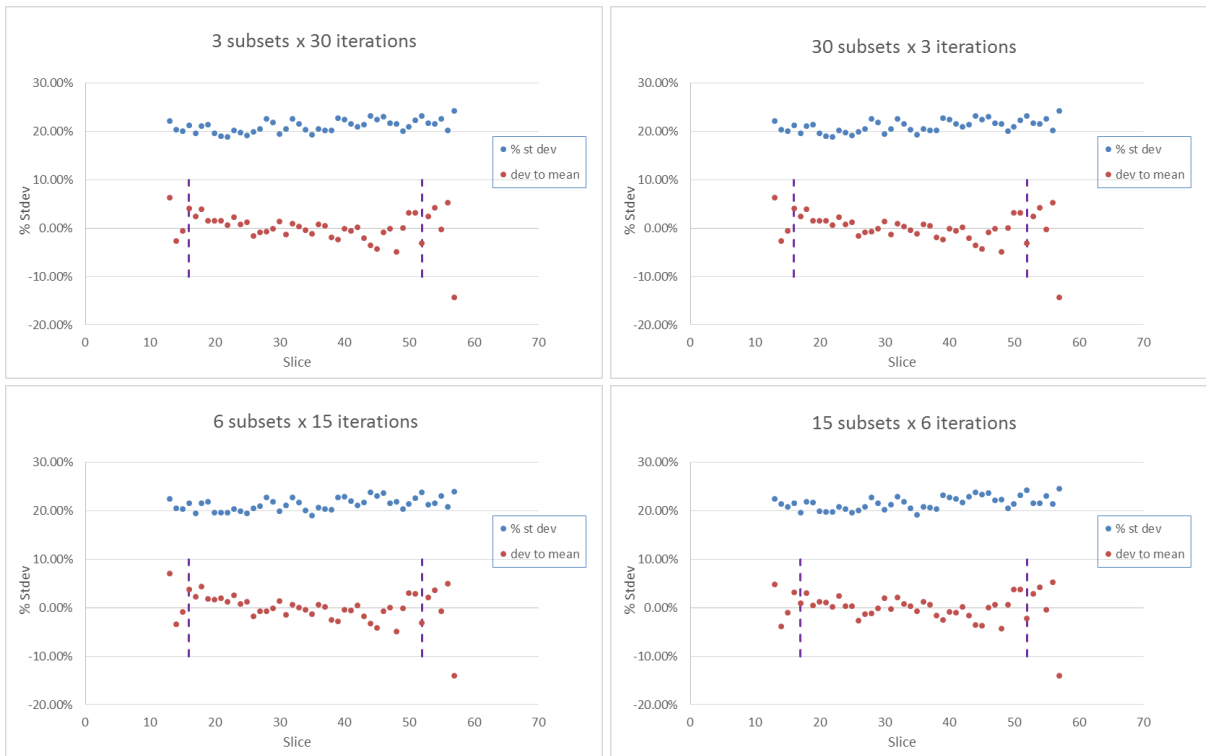 3 subsets x 30 iterations
30.00%
20.00%
10.00%
0.00%
-10.00%
-20.00%
% Stdev
0
10
20
30
40
50
60
70
Slice
% st dev
dev to mean
30 subsets x 3 iterations
30.00%
20.00%
10.00%
0.00%
-10.00%
-20.00%
% Stdev
0
10
20
30
40
50
60
70
Slice
% st dev
dev to mean
6 subsets x 15 iterations
30.00%
20.00%
10.00%
0.00%
-10.00%
-20.00%
% Stdev
0
10
20
30
40
50
60
70
Slice
% st dev
dev to mean
15 subsets x 6 iterations
30.00%
20.00%
10.00%
0.00%
-10.00%
-20.00%
% Stdev
0
10
20
30
40
50
60
70
Slice
% st dev
dev to mean